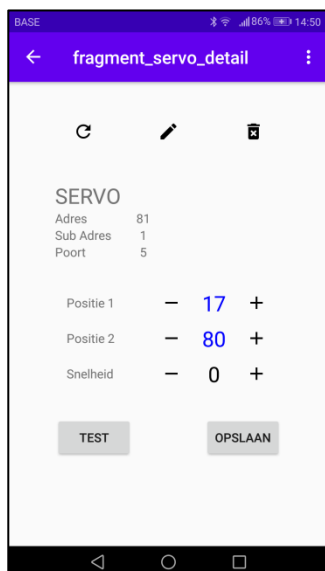 BASE 86% 14:50
fragment_servo_detail
SERVO
Adres 81
Sub Adres 1
Poort 5
Positie 1 − 17 +
Positie 2 − 80 +
Snelheid − 0 +
TEST OPSLAAN